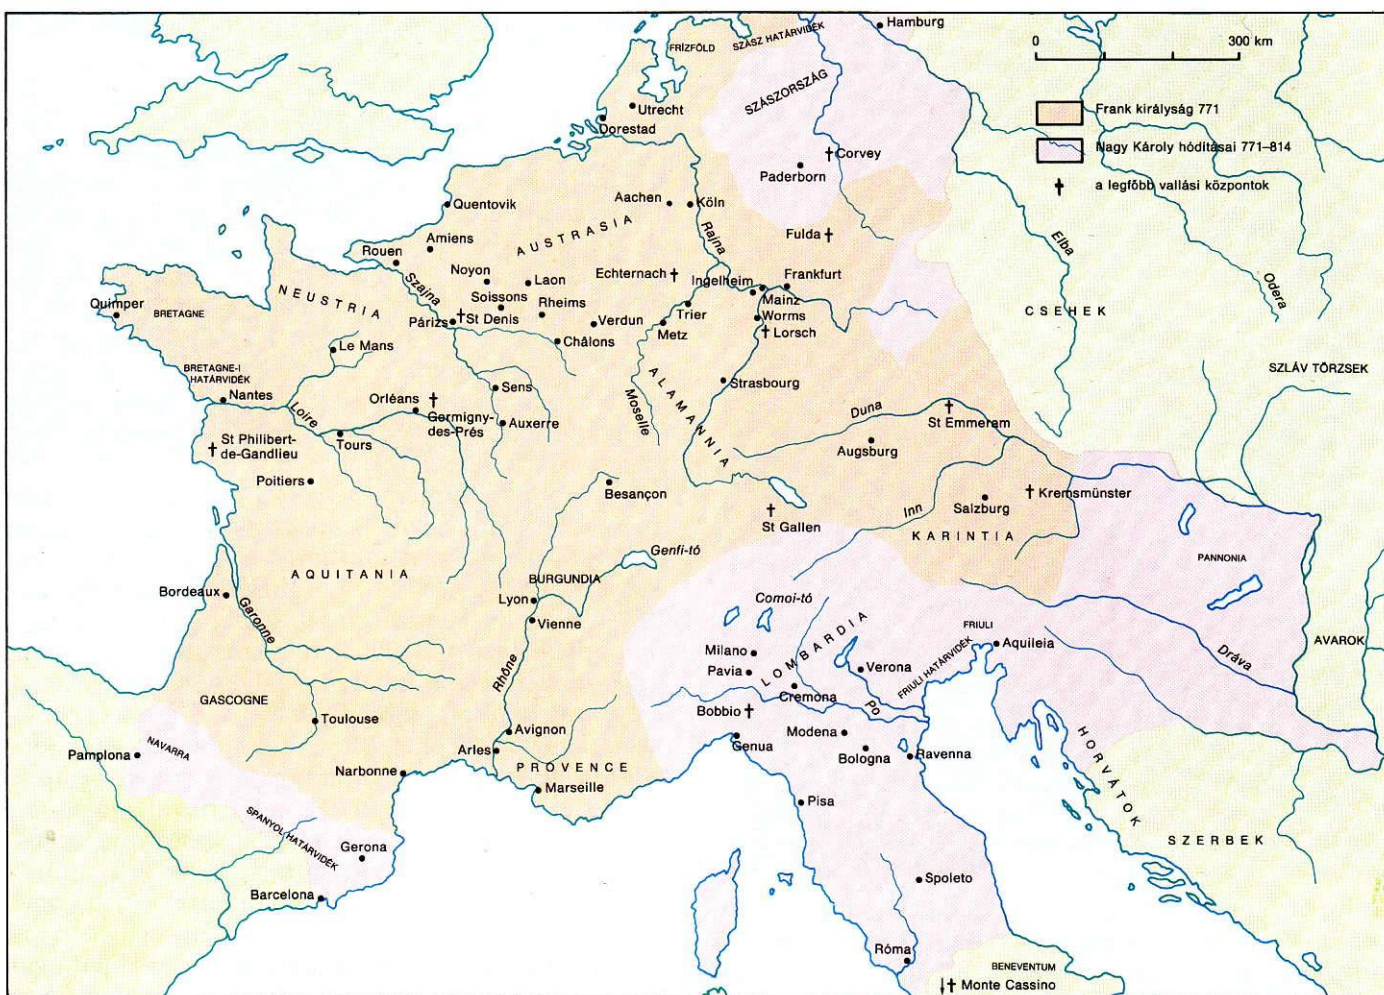 Hamburg
0 300 km
Frank királyság 771
Nagy Károly hódításai 771–814
a legfőbb vallási központok
FRÍZFÖLD
SZÁSZ HATÁRVIDÉK
SZÁSZORSZÁG
Utrecht
Dorestad
Corvey
Paderborn
Quentovik
Aachen
Köln
AUSTRASIA
Rajna
Fulda
Elba
Odera
Amiens
Rouen
Szajna
Noyon
Laon
Echternach
Ingelheim
Frankfurt
Mainz
NEUSTRIA
Soissons
Rheims
Quimper
BRETAGNE
Párizs
St Denis
Verdun
Trier
Worms
Metz
Lorsch
CSEHEK
Le Mans
Châlons
BRETAGNE-I
HATÁRVIDÉK
Nantes
Sens
Strasbourg
ALAMANNIA
Moselle
SZLÁV TÖRZSEK
Loire
Orléans
Germigny-
des-Prés
Auxerre
Duna
St Emmeram
St Philibert-
de-Gandlieu
Tours
Augsburg
Poitiers
Besançon
Kremsmünster
Salzburg
St Gallen
Inn
KARINTIA
Genfi-tó
PANNONIA
AQUITANIA
BURGUNDIA
Bordeaux
Garonne
Lyon
Vienne
Comoi-tó
LOMBARDIA
FRIULI
FRIULI HATÁRVIDÉK
Aquileia
AVAROK
Dráva
Milano
Pavia
Verona
Rhône
Cremona
Po
GASCOGNE
Toulouse
Bobbio
Avignon
Modena
Genua
Bologna
Ravenna
HORVÁTOK
Pamplona
NAVARRA
Arles
PROVENCE
Narbonne
Marseille
Pisa
SPANYOL HATÁRVIDÉK
Gerona
SZERBEK
Barcelona
Spoleto
Róma
BENEVENTUM
Monte Cassino